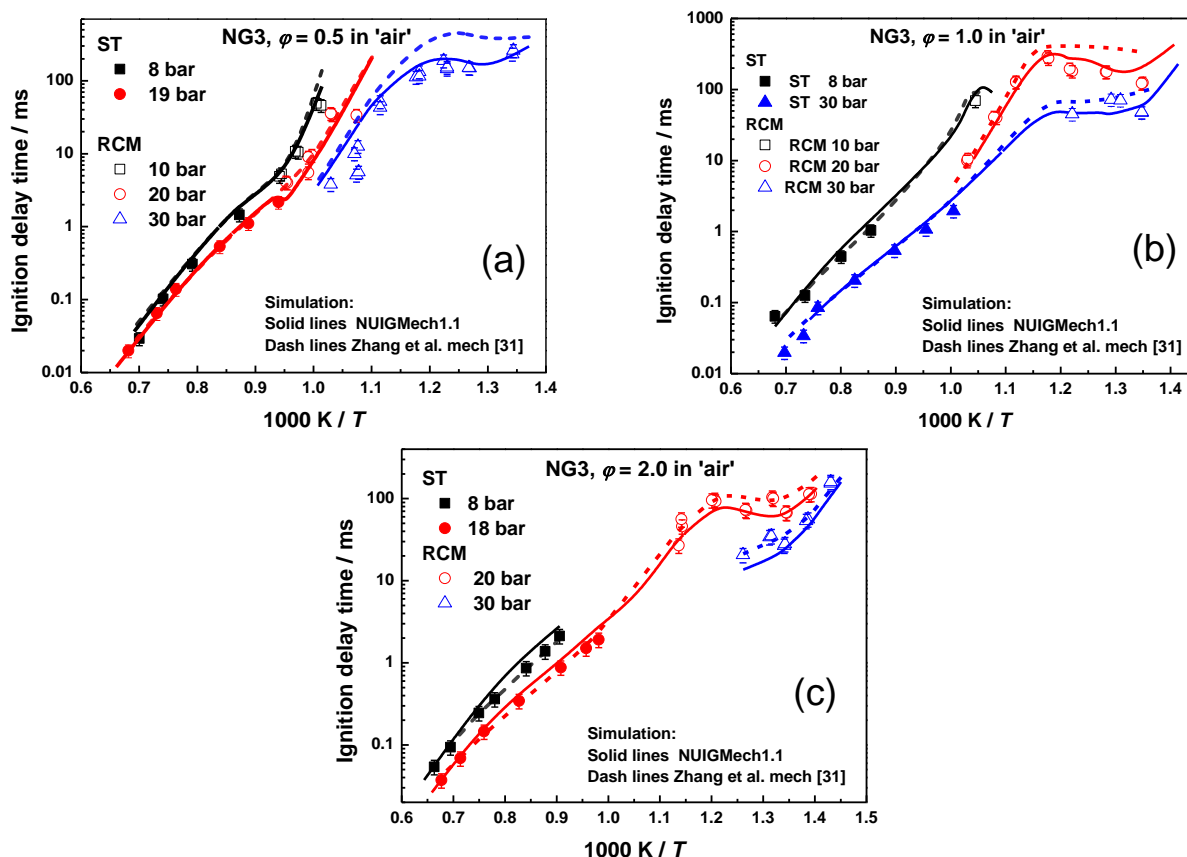 NG3, φ = 0.5 in 'air'
ST
8 bar
19 bar
RCM
10 bar
20 bar
30 bar
(a)
Simulation:
Solid lines NUIGMech1.1
Dash lines Zhang et al. mech [31]
Ignition delay time / ms
100
10
1
0.1
0.01
0.6 0.7 0.8 0.9 1.0 1.1 1.2 1.3 1.4
1000 K / T
NG3, φ = 1.0 in 'air'
ST
ST 8 bar
ST 30 bar
RCM
RCM 10 bar
RCM 20 bar
RCM 30 bar
(b)
Simulation:
Solid lines NUIGMech1.1
Dash lines Zhang et al. mech [31]
Ignition delay time / ms
1000
100
10
1
0.1
0.01
0.6 0.7 0.8 0.9 1.0 1.1 1.2 1.3 1.4
1000 K / T
NG3, φ = 2.0 in 'air'
ST
8 bar
18 bar
RCM
20 bar
30 bar
(c)
Simulation:
Solid lines NUIGMech1.1
Dash lines Zhang et al. mech [31]
Ignition delay time / ms
100
10
1
0.1
0.6 0.7 0.8 0.9 1.0 1.1 1.2 1.3 1.4 1.5
1000 K / T